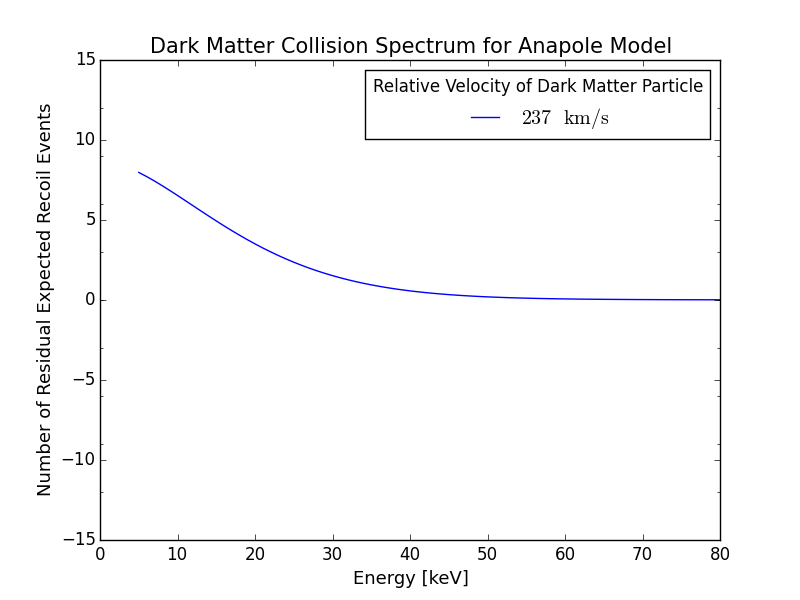 Dark Matter Collision Spectrum for Anapole Model
Relative Velocity of Dark Matter Particle
237 km/s
Number of Residual Expected Recoil Events
15
10
5
0
−5
−10
−15
0 10 20 30 40 50 60 70 80
Energy [keV]